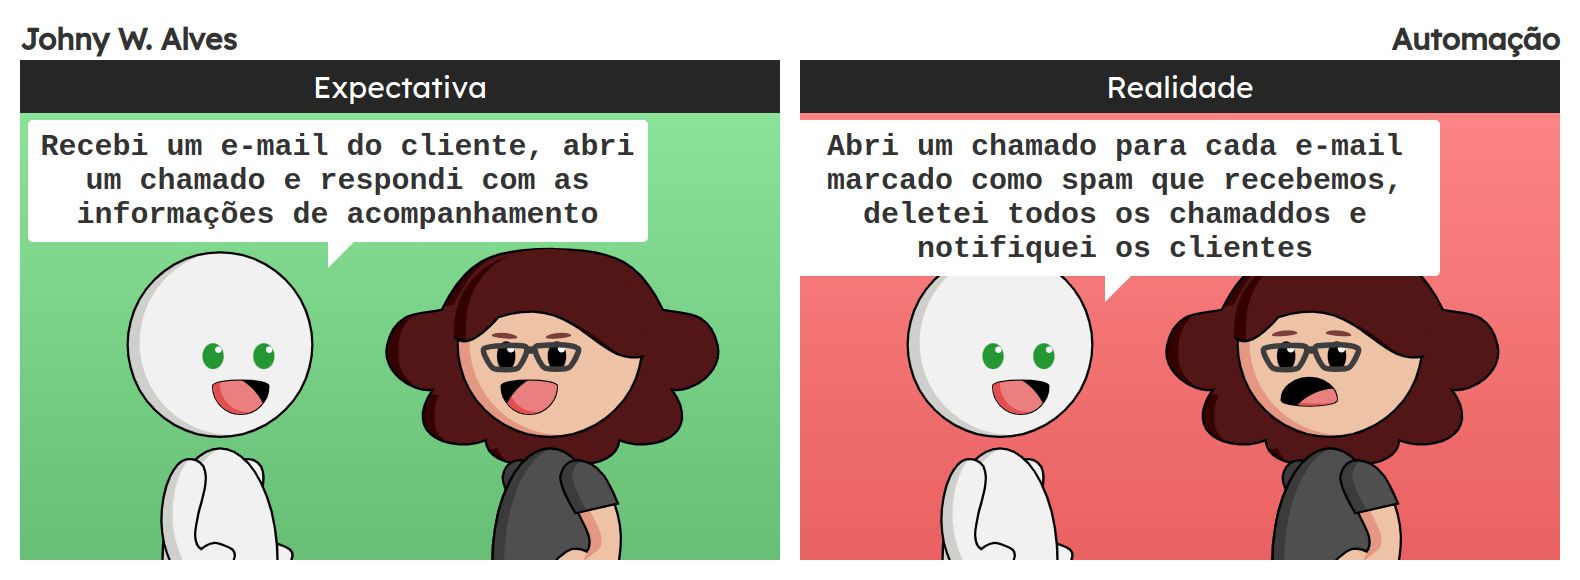 Johny W. Alves
Automação
Expectativa
Recebi um e-mail do cliente, abri
um chamado e respondi com as
informações de acompanhamento
Realidade
Abri um chamado para cada e-mail
marcado como spam que recebemos,
deletei todos os chamaddos e
notifiquei os clientes